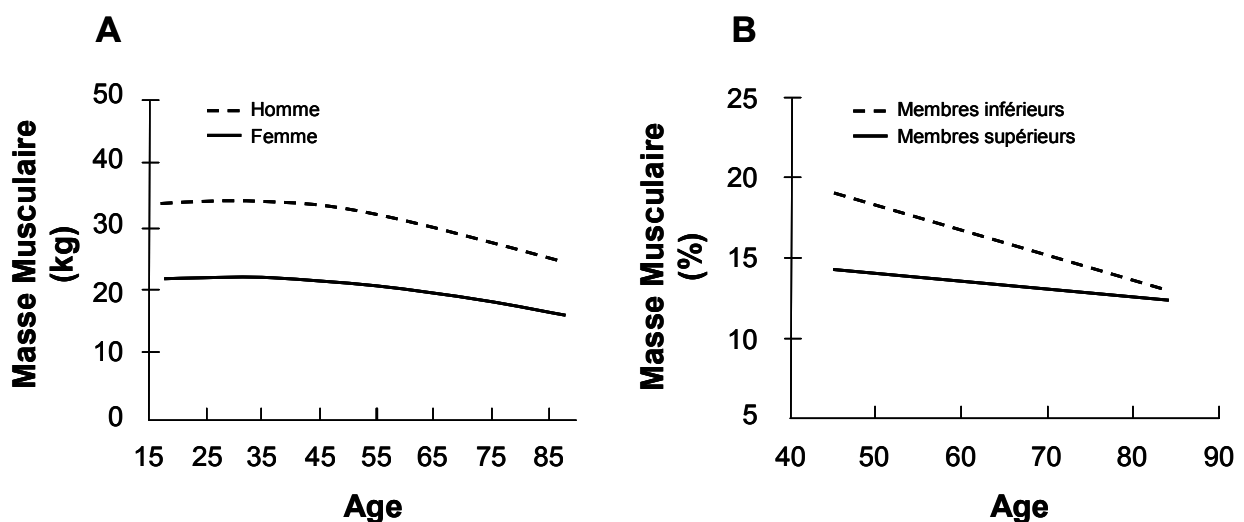 A
Masse Musculaire
(kg)
50
40
30
20
10
0
Homme
Femme
15 25 35 45 55 65 75 85
Age
B
Masse Musculaire
(%)
25
20
15
10
5
Membres inférieurs
Membres supérieurs
40 50 60 70 80 90
Age